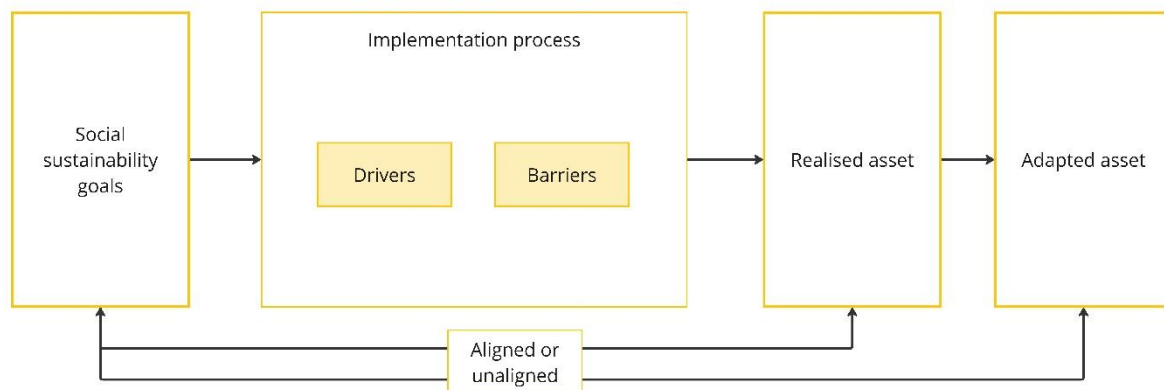 Implementation process
Social
sustainability
goals
Drivers
Barriers
Realised asset
Adapted asset
Aligned or
unaligned